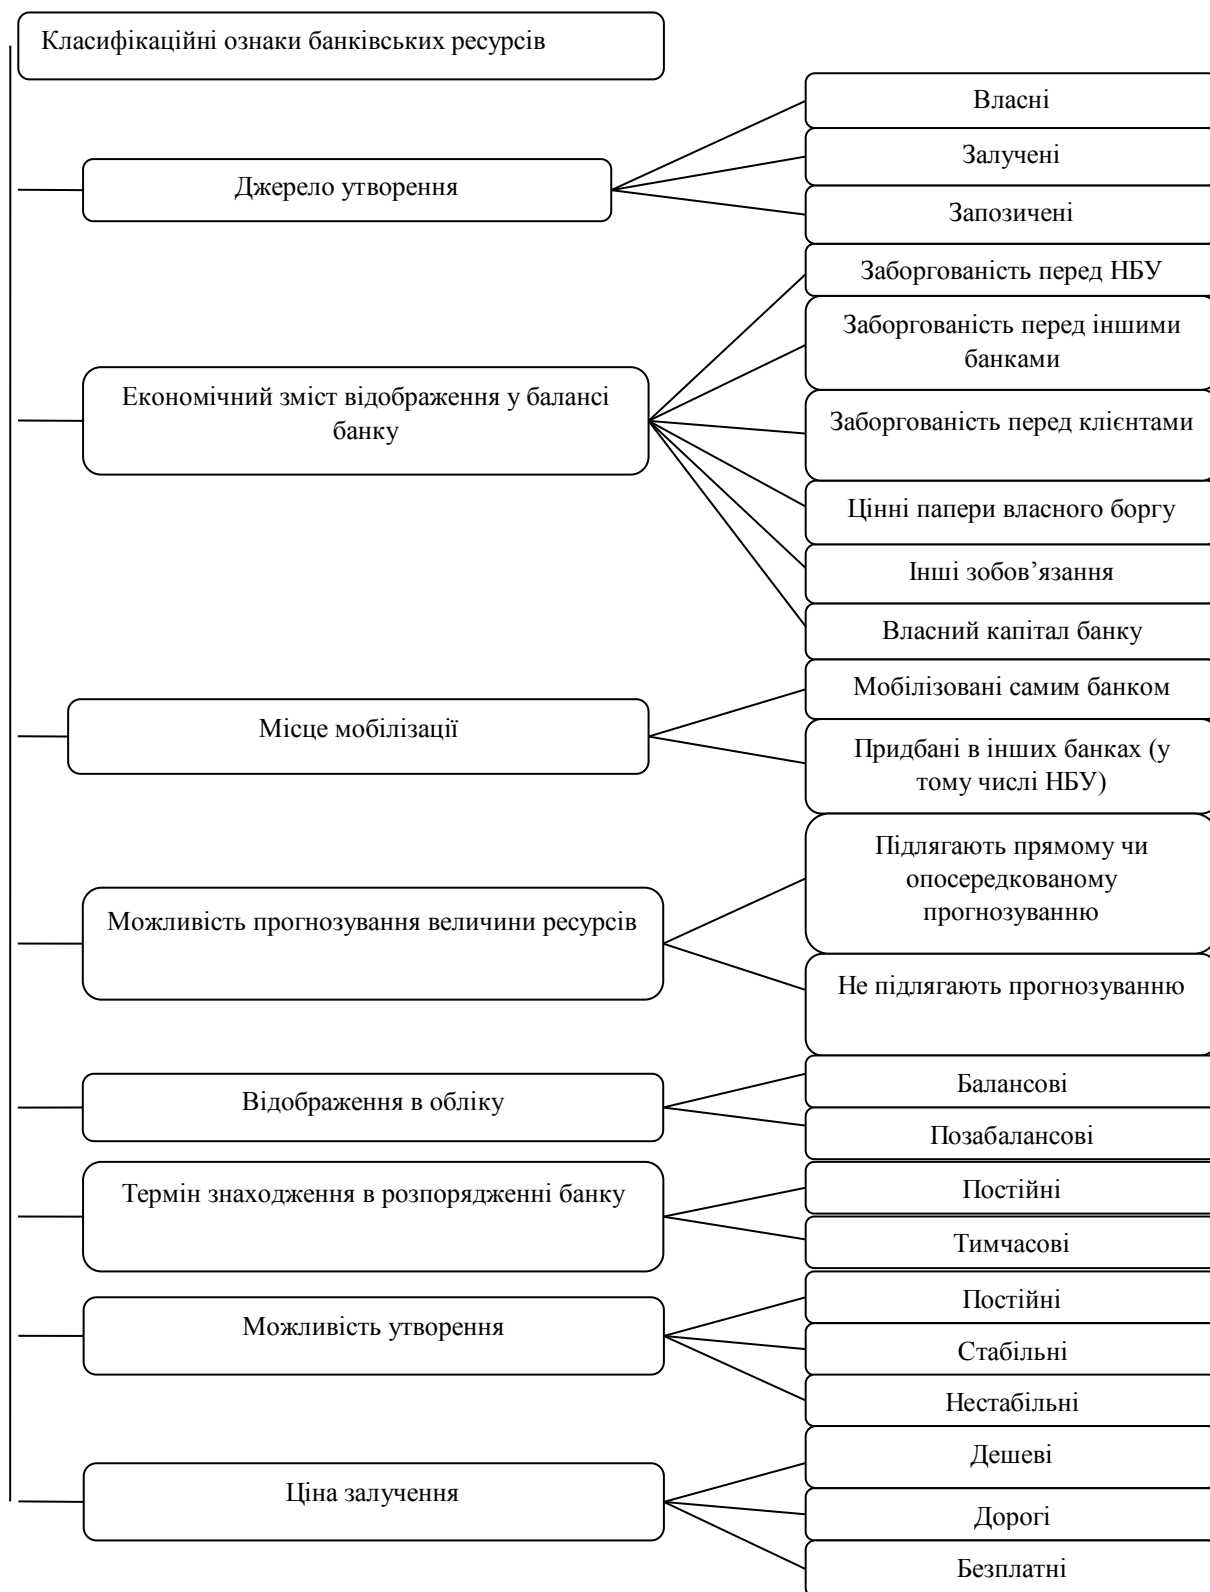 Класифікаційні ознаки банківських ресурсів
Джерело утворення
Власні
Залучені
Запозичені
Економічний зміст відображення у балансі
банку
Заборгованість перед НБУ
Заборгованість перед іншими
банками
Заборгованість перед клієнтами
Цінні папери власного боргу
Інші зобов’язання
Власний капітал банку
Місце мобілізації
Мобілізовані самим банком
Придбані в інших банках (у
тому числі НБУ)
Можливість прогнозування величини ресурсів
Підлягають прямому чи
опосередкованому
прогнозуванню
Не підлягають прогнозуванню
Відображення в обліку
Балансові
Позабалансові
Термін знаходження в розпорядженні банку
Постійні
Тимчасові
Можливість утворення
Постійні
Стабільні
Нестабільні
Ціна залучення
Дешеві
Дорогі
Безплатні